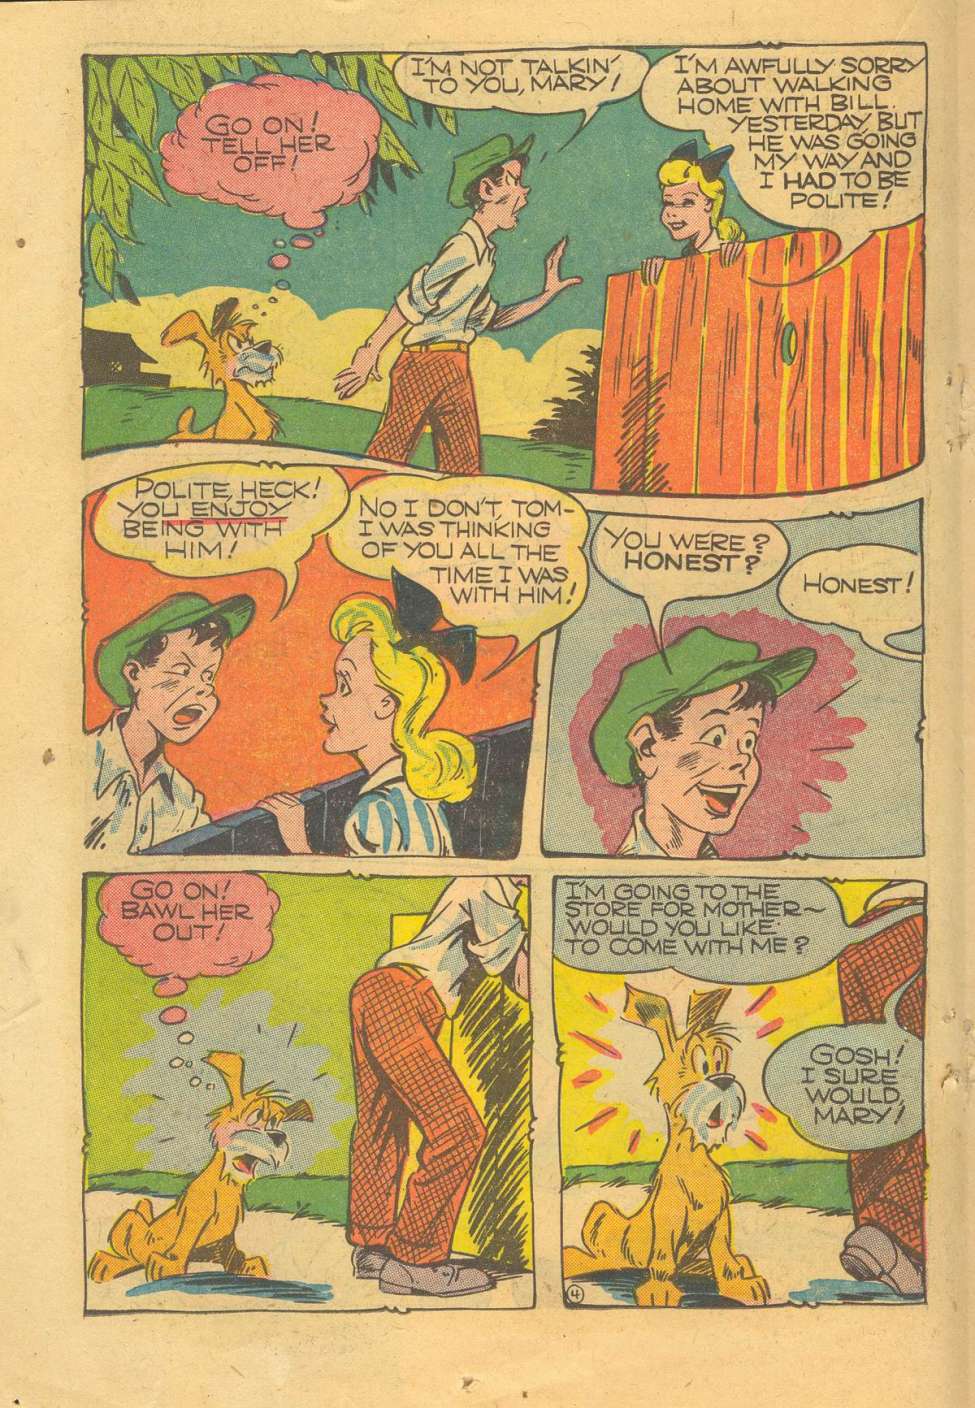 GO ON!
TELL HER
OFF!
I'M NOT TALKIN'
TO YOU, MARY!
I'M AWFULLY SORRY
ABOUT WALKING
HOME WITH BILL
YESTERDAY, BUT
HE WAS GOING
MY WAY AND
I HAD TO BE
POLITE!
POLITE, HECK!
YOU ENJOY
BEING WITH
HIM!
NO I DON'T, TOM-
I WAS THINKING
OF YOU ALL THE
TIME I WAS
WITH HIM!
YOU WERE?
HONEST?
HONEST!
GO ON!
BAWL HER
OUT!
I'M GOING TO THE
STORE FOR MOTHER~
WOULD YOU LIKE
TO COME WITH ME?
GOSH!
I SURE
WOULD,
MARY!
4